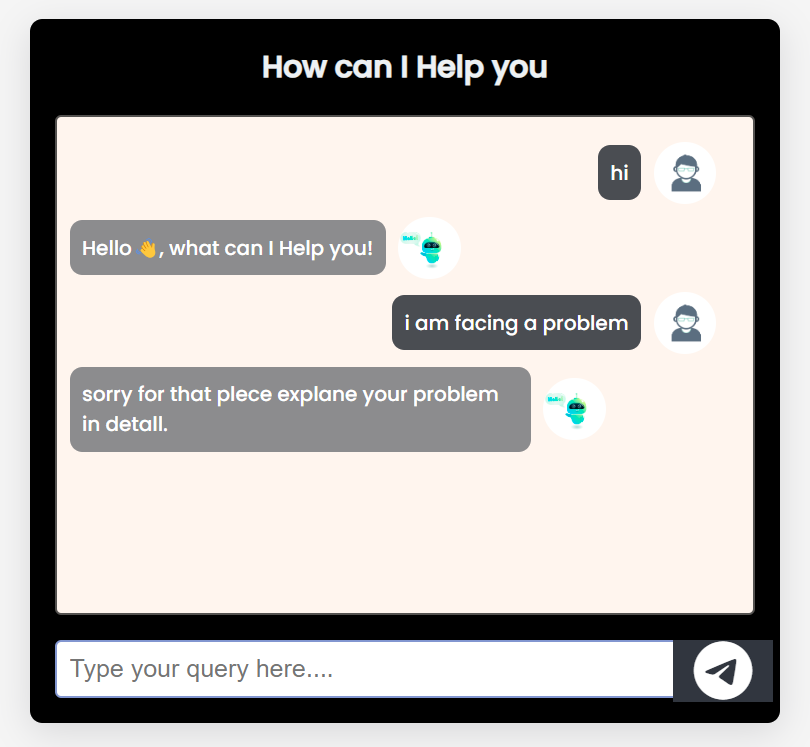 How can I Help you
hi
Hello 👋, what can I Help you!
i am facing a problem
sorry for that plece explane your problem
in detall.
Type your query here....